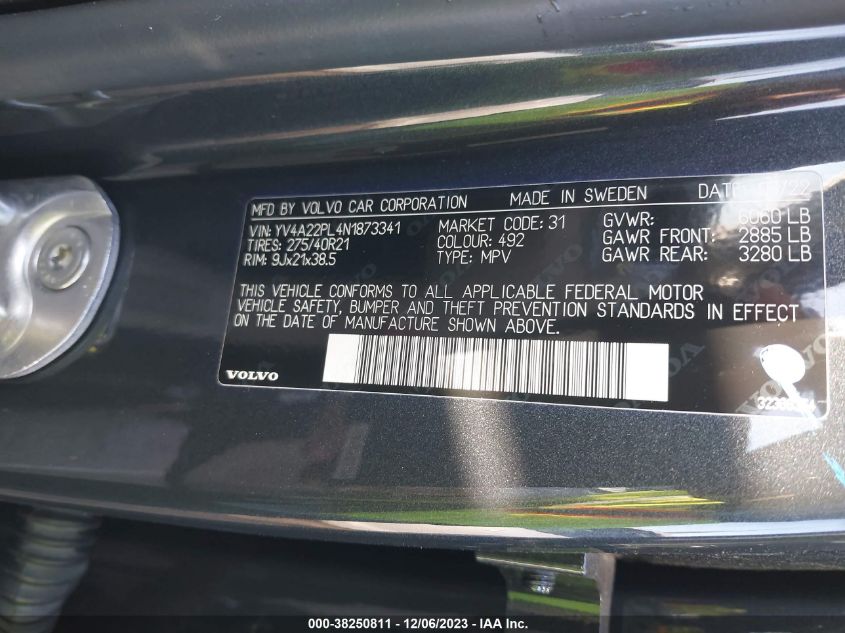 MFD BY VOLVO CAR CORPORATION MADE IN SWEDEN DATE /22
VIN: YV4A22PL4N1873341 MARKET CODE: 31 GVWR: 6060 LB
TIRES: 275/40R21 COLOUR: 492 GAWR FRONT: 2885 LB
RIM: 9Jx21x38.5 TYPE: MPV GAWR REAR: 3280 LB
THIS VEHICLE CONFORMS TO ALL APPLICABLE FEDERAL MOTOR
VEHICLE SAFETY, BUMPER AND THEFT PREVENTION STANDARDS IN EFFECT
ON THE DATE OF MANUFACTURE SHOWN ABOVE.
VOLVO
000-38250811 - 12/06/2023 - IAA Inc.